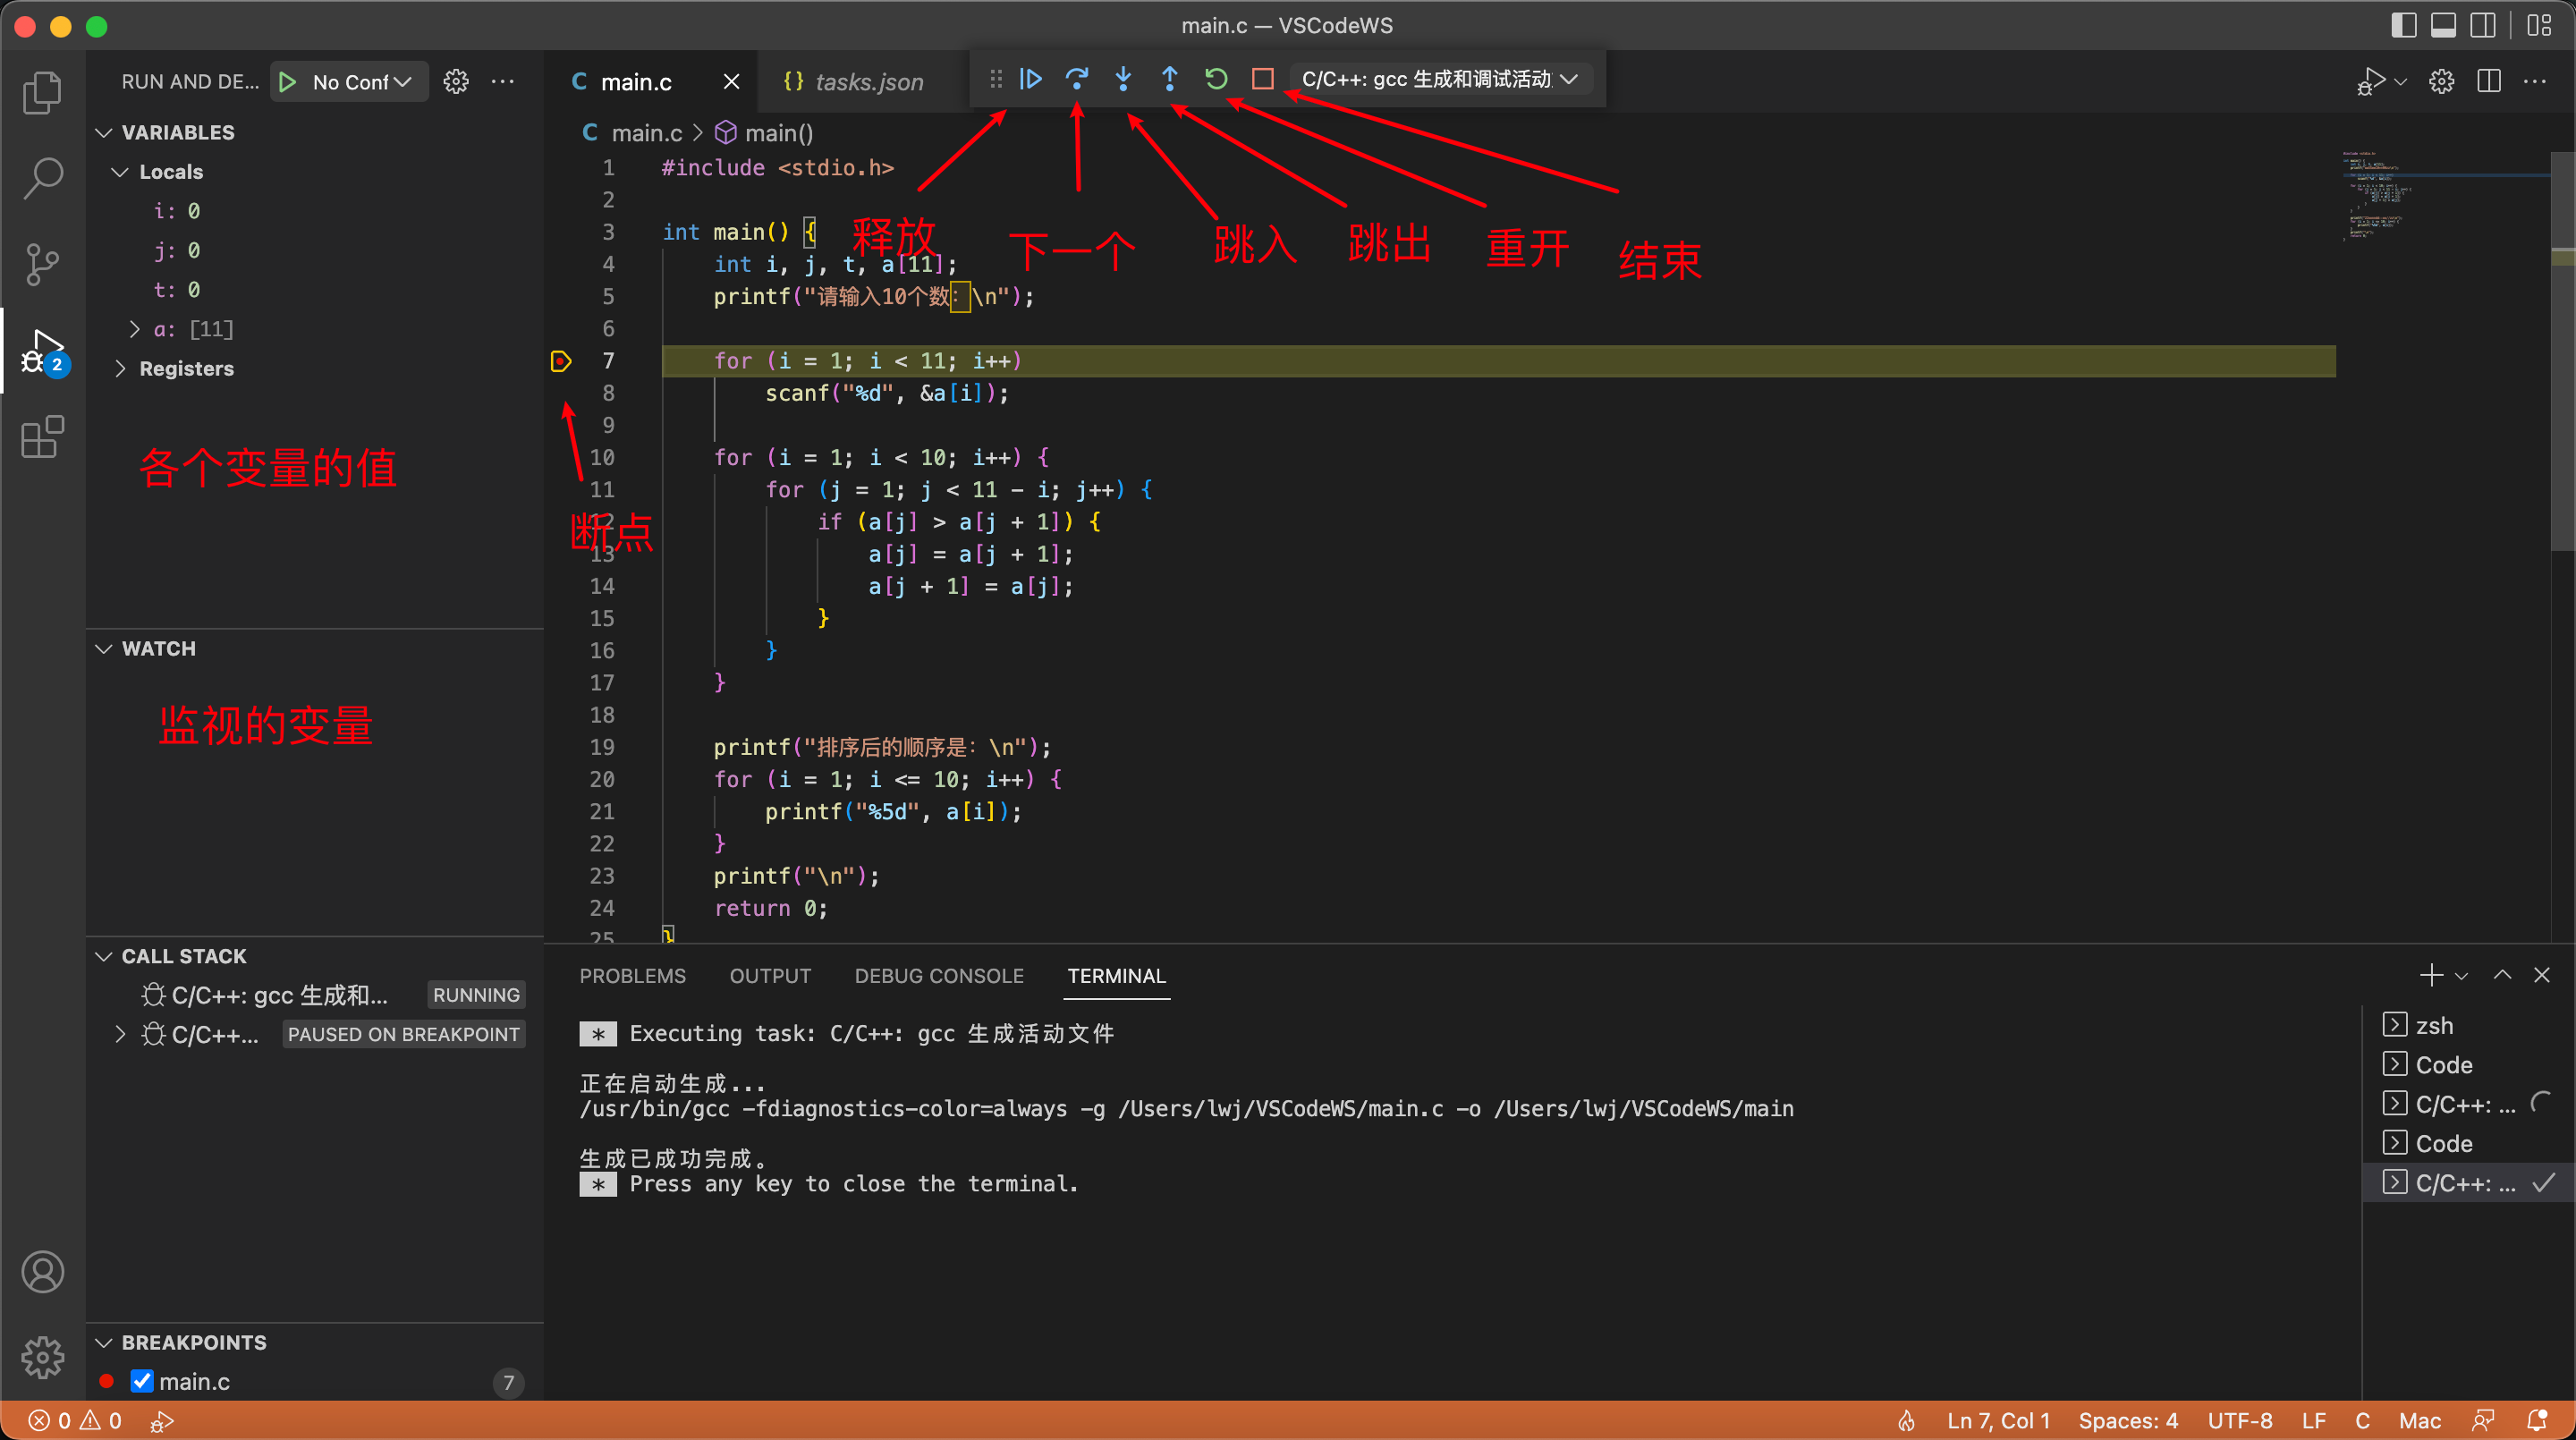 main.c — VSCodeWS
RUN AND DE...
No Conf
main.c
tasks.json
C/C++: gcc 生成和调试活动
VARIABLES
Locals
i: 0
j: 0
t: 0
a: [11]
Registers
各个变量的值
WATCH
监视的变量
CALL STACK
C/C++: gcc 生成和...
RUNNING
C/C++...
PAUSED ON BREAKPOINT
BREAKPOINTS
main.c
7
2
main.c > main()
释放
下一个
跳入
跳出
重开
结束
断点
1 #include <stdio.h>
2
3 int main() {
4 int i, j, t, a[11];
5 printf("请输入10个数：\n");
6
7 for (i = 1; i < 11; i++)
8 scanf("%d", &a[i]);
9
10 for (i = 1; i < 10; i++) {
11 for (j = 1; j < 11 - i; j++) {
12 if (a[j] > a[j + 1]) {
13 a[j] = a[j + 1];
14 a[j + 1] = a[j];
15 }
16 }
17 }
18
19 printf("排序后的顺序是：\n");
20 for (i = 1; i <= 10; i++) {
21 printf("%5d", a[i]);
22 }
23 printf("\n");
24 return 0;
25 }
PROBLEMS
OUTPUT
DEBUG CONSOLE
TERMINAL
* Executing task: C/C++: gcc 生成活动文件
正在启动生成...
/usr/bin/gcc -fdiagnostics-color=always -g /Users/lwj/VSCodeWS/main.c -o /Users/lwj/VSCodeWS/main
生成已成功完成。
* Press any key to close the terminal.
zsh
Code
C/C++: ...
Code
C/C++: ...
0 0
Ln 7, Col 1
Spaces: 4
UTF-8
LF
C
Mac